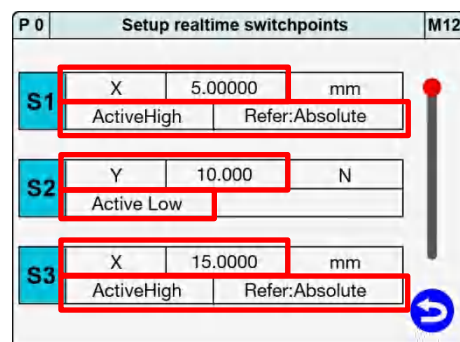 P 0 Setup realtime switchpoints M12
S1 X 5.00000 mm
ActiveHigh Refer:Absolute
S2 Y 10.000 N
Active Low
S3 X 15.0000 mm
ActiveHigh Refer:Absolute